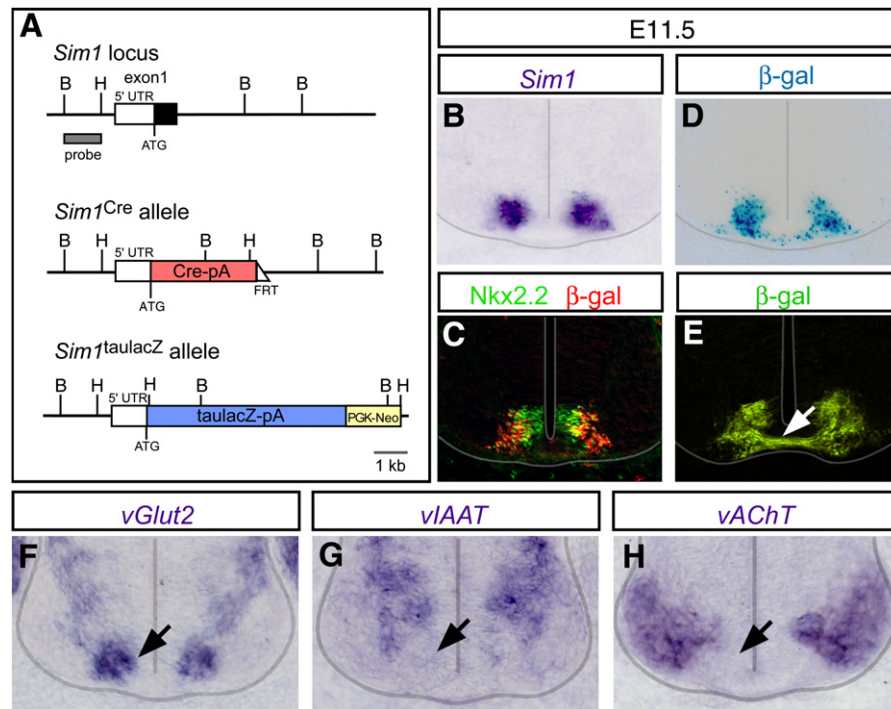 A
Sim1 locus
B H exon1 B B
5' UTR
probe
ATG
Sim1Cre allele
B H 5' UTR B H B B
Cre-pA
ATG
FRT
Sim1taulacZ allele
B H 5' UTR H B B H
taulacZ-pA PGK-Neo
ATG
1 kb
E11.5
Sim1
β-gal
B
D
Nkx2.2 β-gal
β-gal
C
E
vGlut2
vIAAT
vAChT
F
G
H